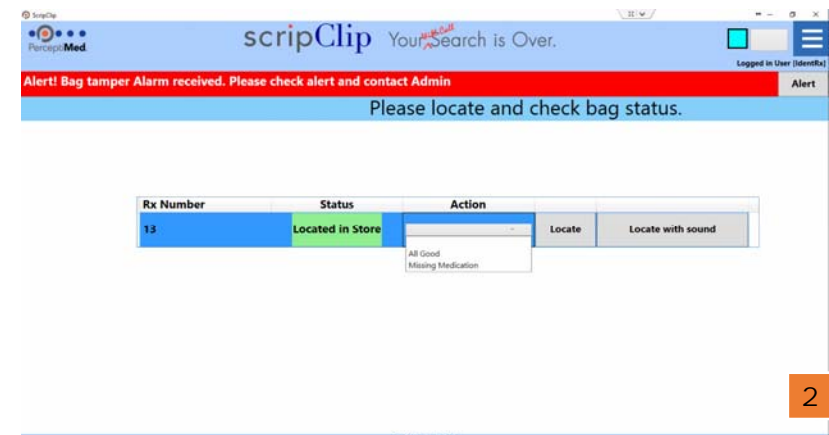 ScripClip
PerceptiMed
scripClip Your Search is Over.
With Call
Logged in User [IdentRx]
Alert! Bag tamper Alarm received. Please check alert and contact Admin
Alert
Please locate and check bag status.
Rx Number Status Action
13 Located in Store Locate Locate with sound
All Good
Missing Medication
2